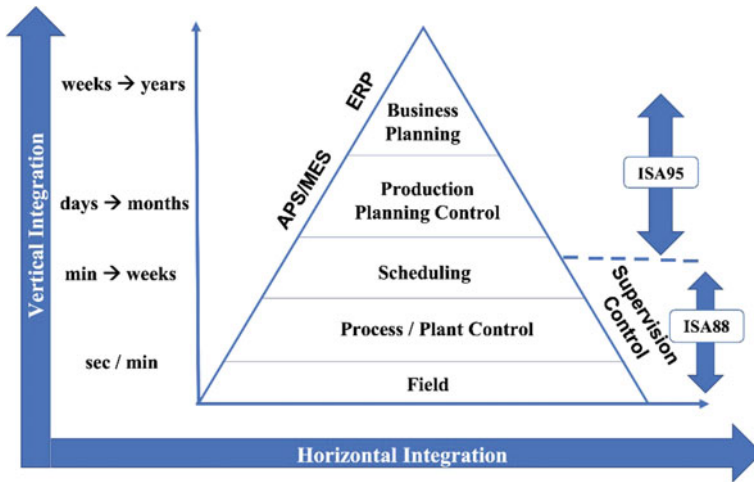 Vertical Integration
weeks → years
days → months
min → weeks
sec / min
ERP
APS/MES
Business
Planning
Production
Planning Control
Scheduling
Process / Plant Control
Field
Supervision
Control
ISA95
ISA88
Horizontal Integration